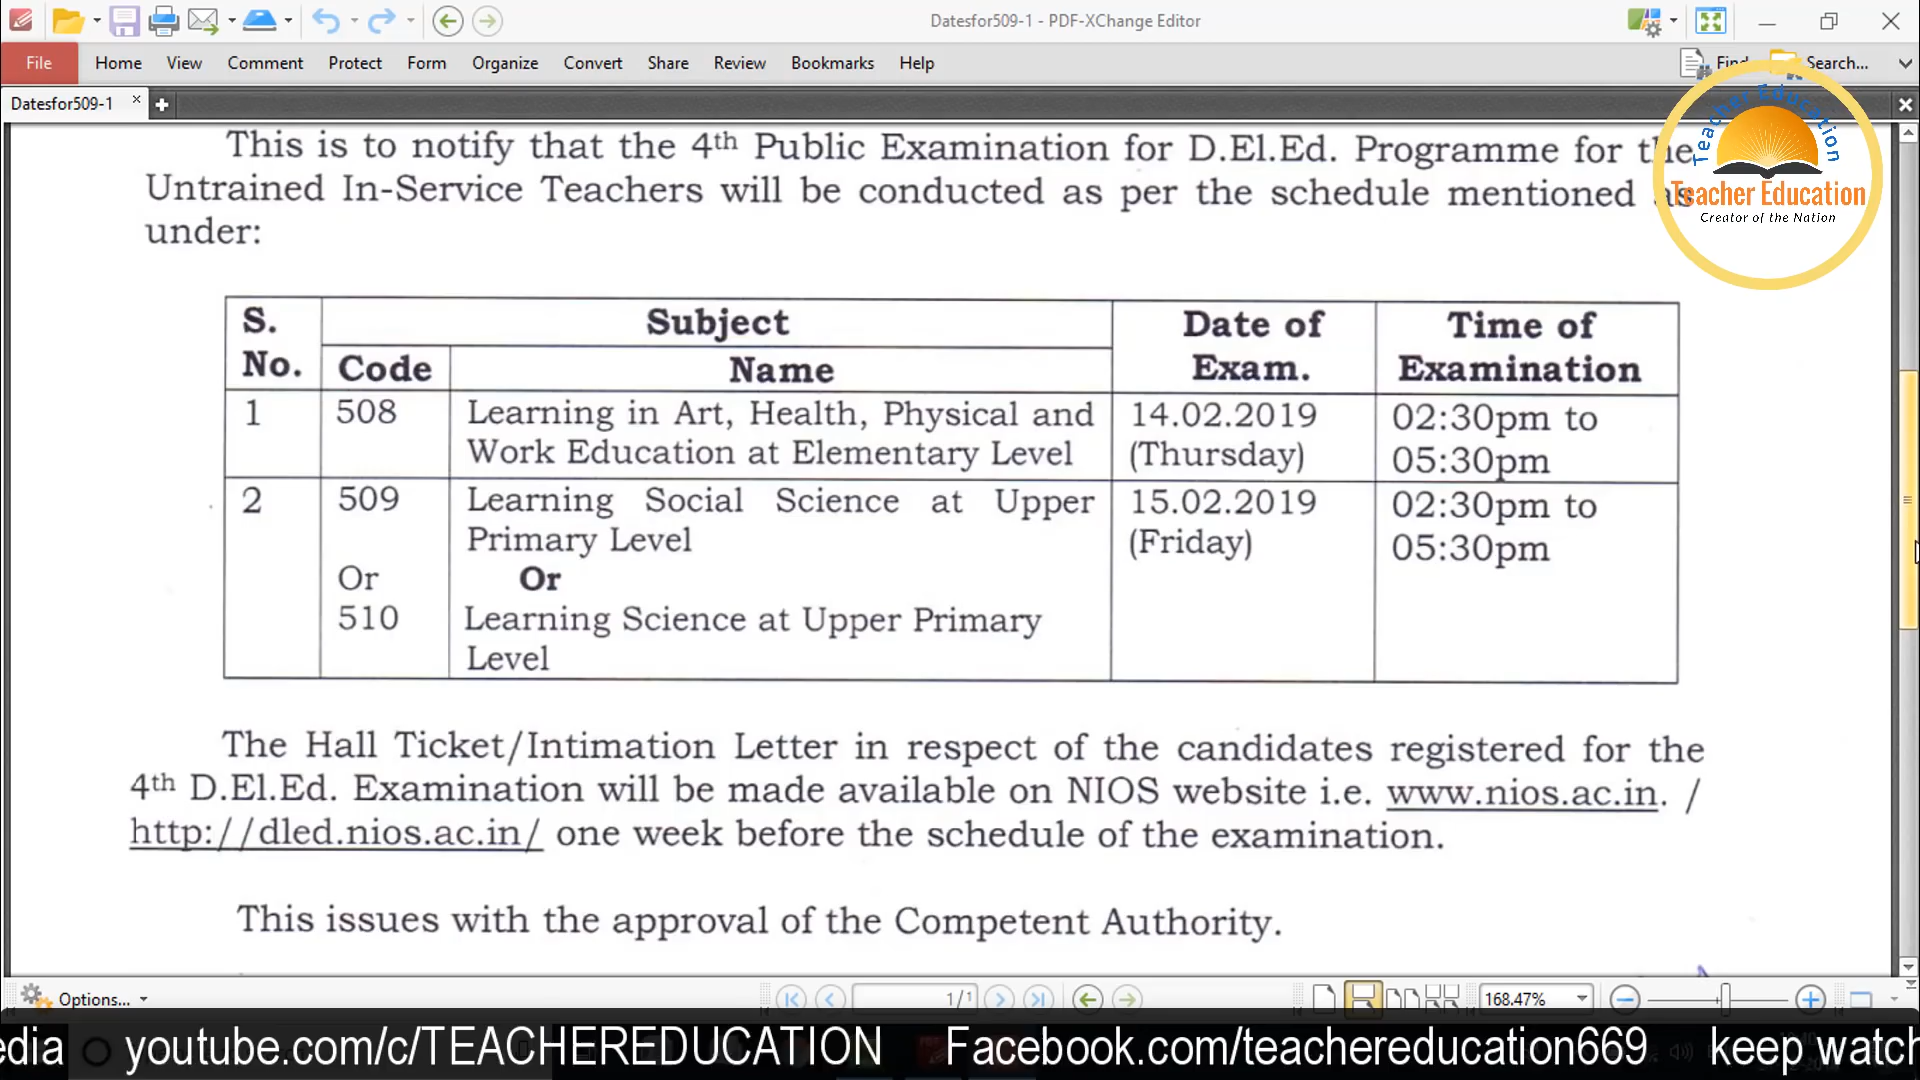 Datesfor509-1 - PDF-XChange Editor
File Home View Comment Protect Form Organize Convert Share Review Bookmarks Help Find Search...
Datesfor509-1
Teacher Education
Teacher Education
Creator of the Nation
This is to notify that the 4th Public Examination for D.El.Ed. Programme for the
Untrained In-Service Teachers will be conducted as per the schedule mentioned as
under:
S. No. Subject Date of Exam. Time of Examination
Code Name
1 508 Learning in Art, Health, Physical and 14.02.2019 02:30pm to
Work Education at Elementary Level (Thursday) 05:30pm
2 509 Learning Social Science at Upper 15.02.2019 02:30pm to
Primary Level (Friday) 05:30pm
Or Or
510 Learning Science at Upper Primary
Level
The Hall Ticket/Intimation Letter in respect of the candidates registered for the
4th D.El.Ed. Examination will be made available on NIOS website i.e. www.nios.ac.in. /
http://dled.nios.ac.in/ one week before the schedule of the examination.
This issues with the approval of the Competent Authority.
Options... 1/1 168.47%
edia youtube.com/c/TEACHEREDUCATION Facebook.com/teachereducation669 keep watch